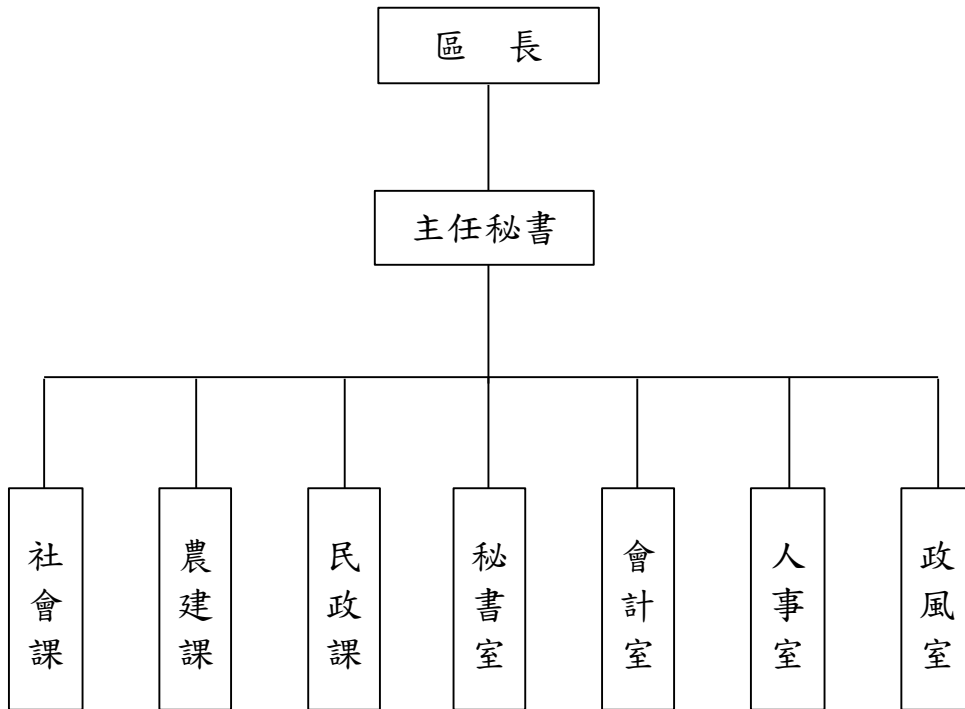 區 長
主任秘書
社會課
農建課
民政課
秘書室
會計室
人事室
政風室